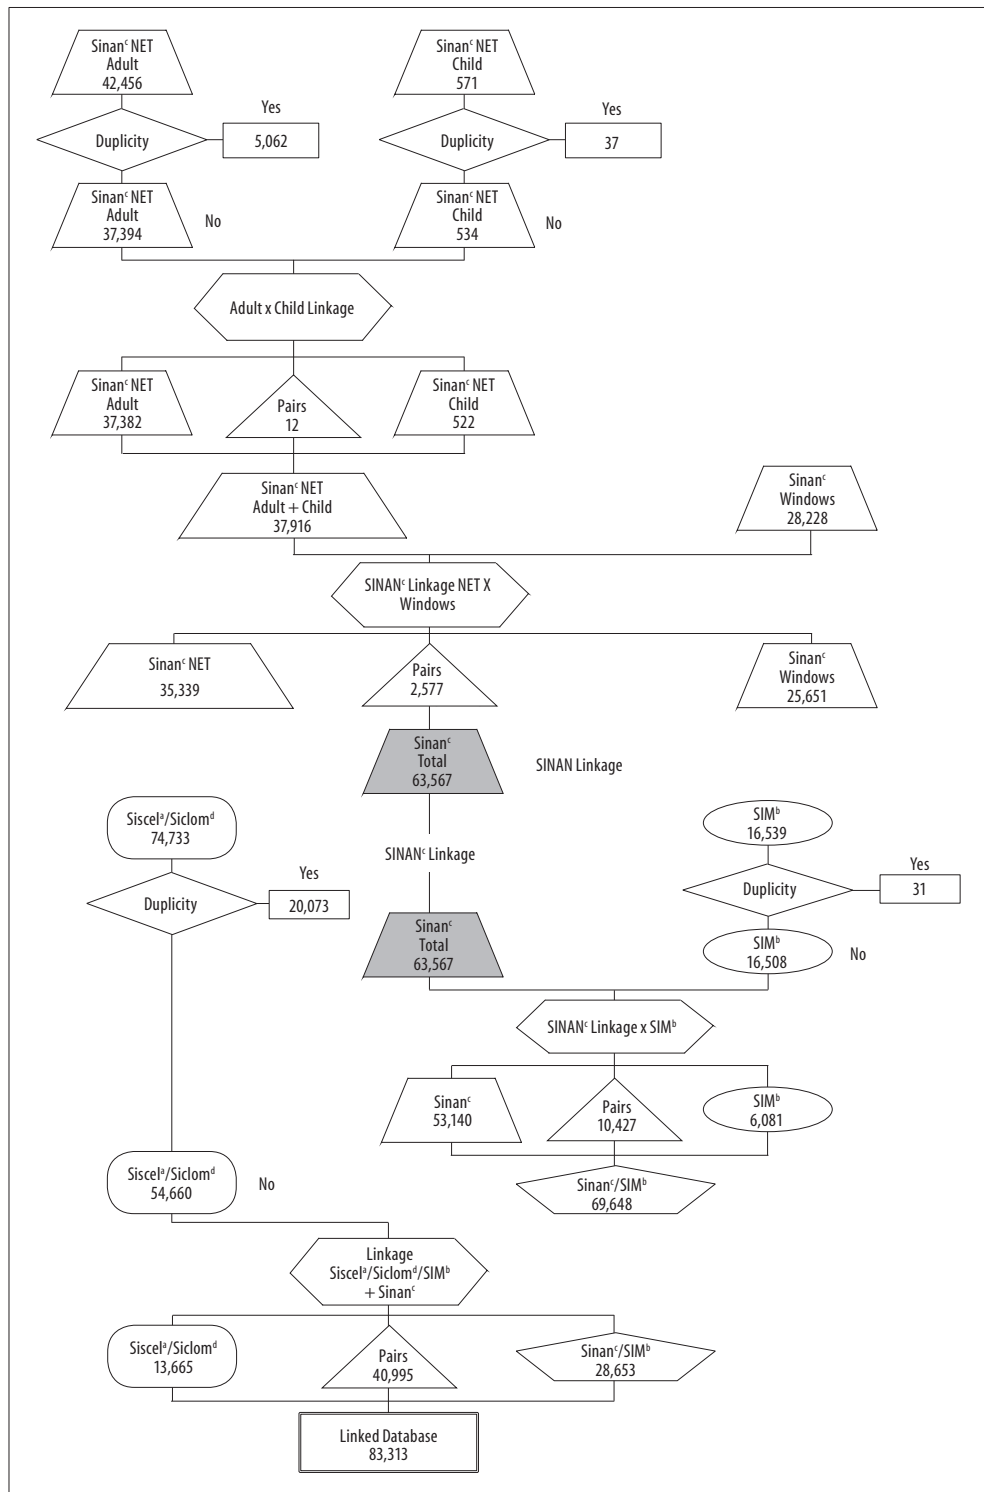 Sinanᶜ NET
Adult
42,456
Sinanᶜ NET
Child
571
Yes
Duplicity
5,062
Yes
Duplicity
37
Sinanᶜ NET
Adult
37,394
No
Sinanᶜ NET
Child
534
No
Adult x Child Linkage
Sinanᶜ NET
Adult
37,382
Pairs
12
Sinanᶜ NET
Child
522
Sinanᶜ NET
Adult + Child
37,916
Sinanᶜ
Windows
28,228
SINANᶜ Linkage NET X
Windows
Sinanᶜ NET
35,339
Pairs
2,577
Sinanᶜ
Windows
25,651
Sinanᶜ
Total
63,567
SINAN Linkage
Siscelᵃ/Siclomᵈ
74,733
SIMᵇ
16,539
SINANᶜ Linkage
Yes
Duplicity
20,073
Yes
Duplicity
31
Sinanᶜ
Total
63,567
SIMᵇ
16,508
No
SINANᶜ Linkage x SIMᵇ
Sinanᶜ
53,140
Pairs
10,427
SIMᵇ
6,081
Siscelᵃ/Siclomᵈ
54,660
No
Sinanᶜ/SIMᵇ
69,648
Linkage
Siscelᵃ/Siclomᵈ/SIMᵇ
+ Sinanᶜ
Siscelᵃ/Siclomᵈ
13,665
Pairs
40,995
Sinanᶜ/SIMᵇ
28,653
Linked Database
83,313